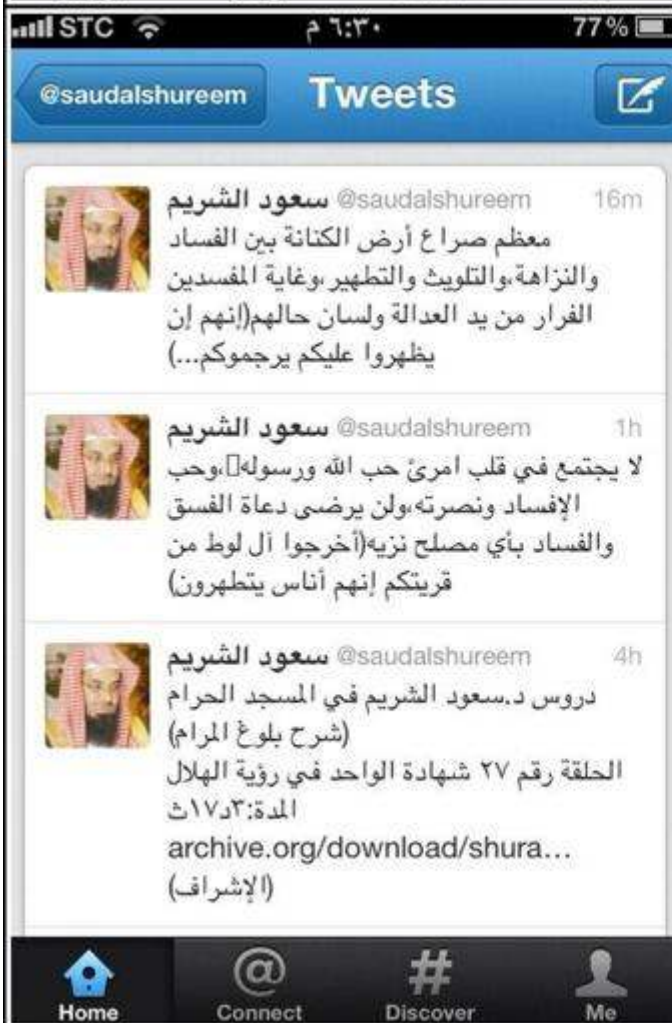 STC ٦:٣٠ م 77%
@saudalshureem Tweets
سعود الشريم @saudalshureem 16m
معظم صراع أرض الكنانة بين الفساد
والنزاهة،والتلويث والتطهير،وغاية المفسدين
الفرار من يد العدالة ولسان حالهم(إنهم إن
يظهروا عليكم يرجموكم...)
سعود الشريم @saudalshureem 1h
لا يجتمع في قلب امرئ حب الله ورسوله،وحب
الإفساد ونصرته،ولن يرضى دعاة الفسق
والفساد بأي مصلح نزيه(أخرجوا آل لوط من
قريتكم إنهم أناس يتطهرون)
سعود الشريم @saudalshureem 4h
دروس د.سعود الشريم في المسجد الحرام
(شرح بلوغ المرام)
الحلقة رقم ٢٧ شهادة الواحد في رؤية الهلال
المدة:٣د١٧ث
archive.org/download/shura...
(الإشراف)
Home Connect Discover Me